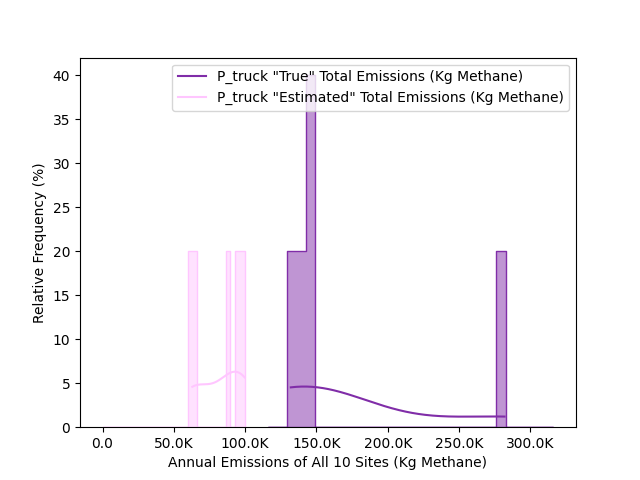 P_truck "True" Total Emissions (Kg Methane)
P_truck "Estimated" Total Emissions (Kg Methane)
Relative Frequency (%)
40
35
30
25
20
15
10
5
0
0.0 50.0K 100.0K 150.0K 200.0K 250.0K 300.0K
Annual Emissions of All 10 Sites (Kg Methane)